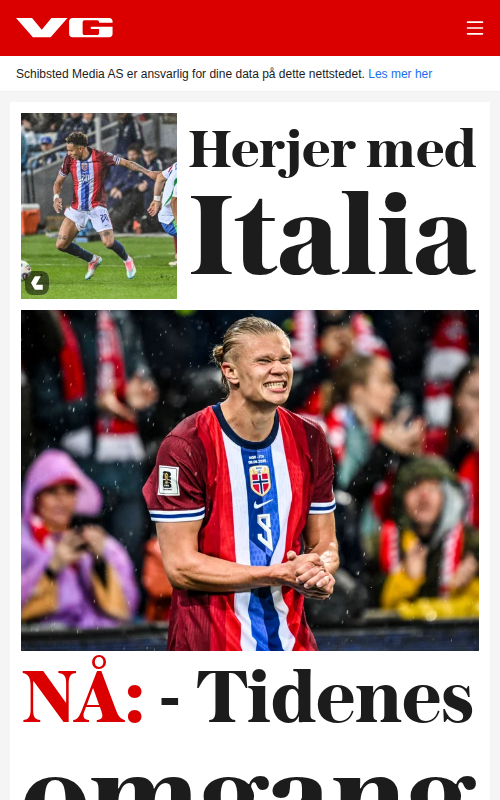 VG
Schibsted Media AS er ansvarlig for dine data på dette nettstedet. Les mer her
Herjer med
Italia
9
NÅ: - Tidenes
omgang